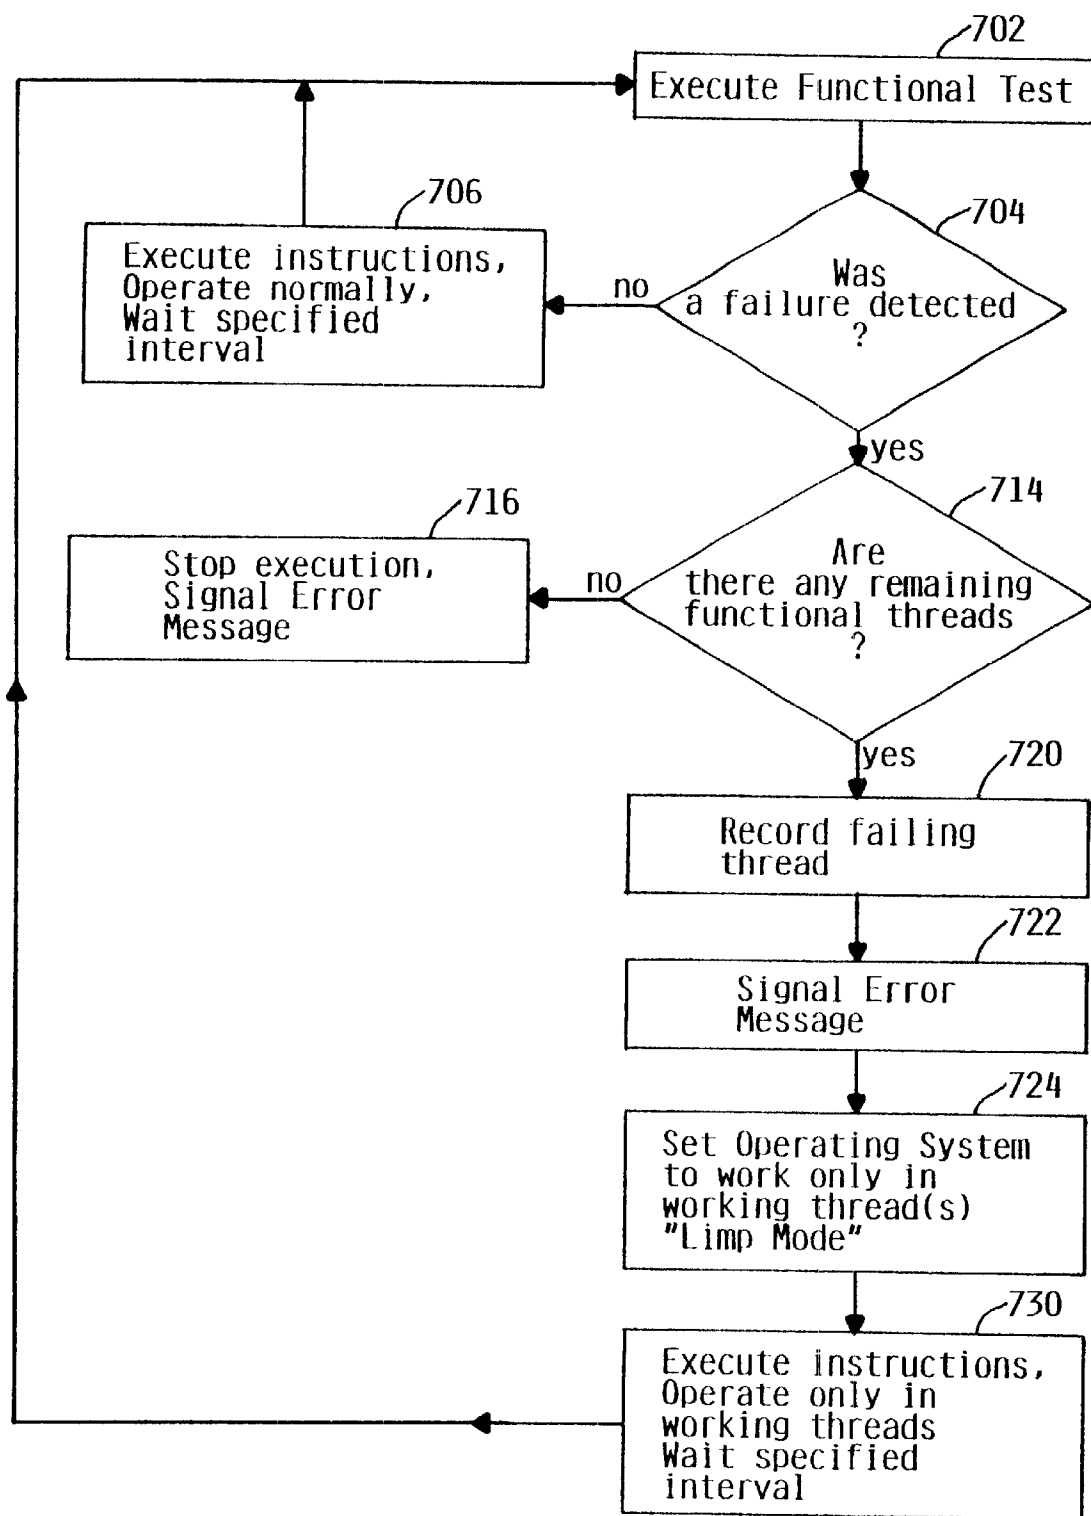 702
Execute Functional Test
704
Was
a failure detected
?
no
706
Execute instructions,
Operate normally,
Wait specified
interval
yes
714
Are
there any remaining
functional threads
?
no
716
Stop execution,
Signal Error
Message
yes
720
Record failing
thread
722
Signal Error
Message
724
Set Operating System
to work only in
working thread(s)
"Limp Mode"
730
Execute instructions,
Operate only in
working threads
Wait specified
interval